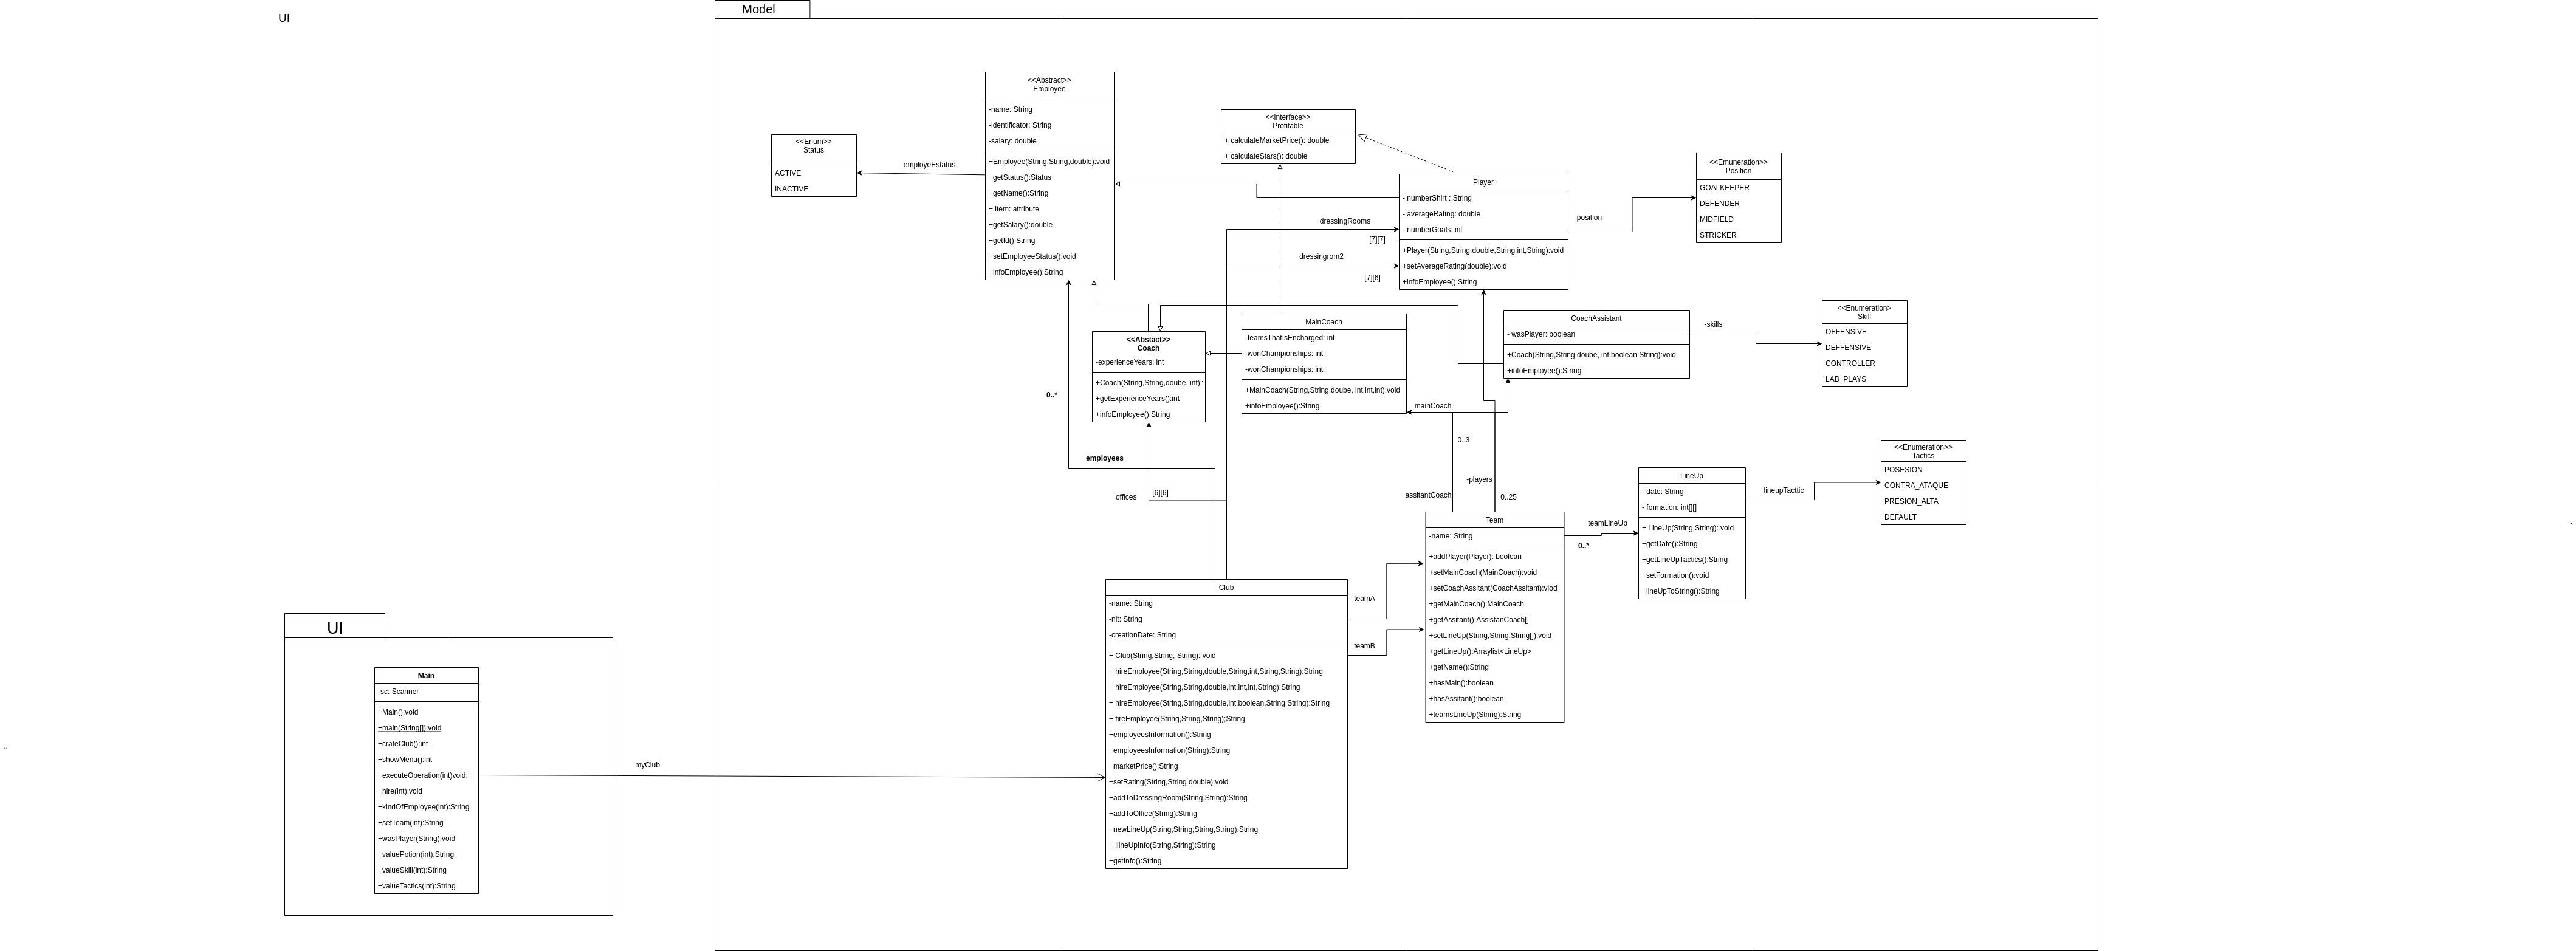 UI
Model
<<Abstract>>
Employee
-name: String
-identificator: String
-salary: double
+Employee(String,String,double):void
+getStatus():Status
+getName():String
+ item: attribute
+getSalary():double
+getId():String
+setEmployeeStatus():void
+infoEmployee():String
<<Enum>>
Status
ACTIVE
INACTIVE
employeEstatus
<<Interface>>
Profitable
+ calculateMarketPrice(): double
+ calculateStars(): double
Player
- numberShirt : String
- averageRating: double
- numberGoals: int
+Player(String,String,double,String,int,String):void
+setAverageRating(double):void
+infoEmployee():String
position
<<Emuneration>>
Position
GOALKEEPER
DEFENDER
MIDFIELD
STRICKER
dressingRooms
[7][7]
dressingrom2
[7][6]
<<Abstact>>
Coach
-experienceYears: int
+Coach(String,String,doube, int):
+getExperienceYears():int
+infoEmployee():String
MainCoach
-teamsThatIsEncharged: int
-wonChampionships: int
-wonChampionships: int
+MainCoach(String,String,doube, int,int,int):void
+infoEmployee():String
CoachAssistant
- wasPlayer: boolean
+Coach(String,String,doube, int,boolean,String):void
+infoEmployee():String
-skills
<<Enumeration>
Skill
OFFENSIVE
DEFFENSIVE
CONTROLLER
LAB_PLAYS
0..*
employees
offices
[6][6]
mainCoach
0..3
-players
assitantCoach
0..25
Team
-name: String
+addPlayer(Player): boolean
+setMainCoach(MainCoach):void
+setCoachAssitant(CoachAssitant):viod
+getMainCoach():MainCoach
+getAssitant():AssistanCoach[]
+setLineUp(String,String,String[]):void
+getLineUp():Arraylist<LineUp>
+getName():String
+hasMain():boolean
+hasAssitant():boolean
+teamsLineUp(String):String
teamLineUp
0..*
LineUp
- date: String
- formation: int[][]
+ LineUp(String,String): void
+getDate():String
+getLineUpTactics():String
+setFormation():void
+lineUpToString():String
lineupTacttic
<<Enumeration>>
Tactics
POSESION
CONTRA_ATAQUE
PRESION_ALTA
DEFAULT
Club
-name: String
-nit: String
-creationDate: String
+ Club(String,String, String): void
+ hireEmployee(String,String,double,String,int,String,String):String
+ hireEmployee(String,String,double,int,int,int,String):String
+ hireEmployee(String,String,double,int,boolean,String,String):String
+ fireEmployee(String,String,String);String
+employeesInformation():String
+employeesInformation(String):String
+marketPrice():String
+setRating(String,String double):void
+addToDressingRoom(String,String):String
+addToOffice(String):String
+newLineUp(String,String,String,String):String
+ llineUpInfo(String,String):String
+getInfo():String
teamA
teamB
UI
Main
-sc: Scanner
+Main():void
+main(String[]):void
+crateClub():int
+showMenu():int
+executeOperation(int)void:
+hire(int):void
+kindOfEmployee(int):String
+setTeam(int):String
+wasPlayer(String):void
+valuePotion(int):String
+valueSkill(int):String
+valueTactics(int):String
myClub